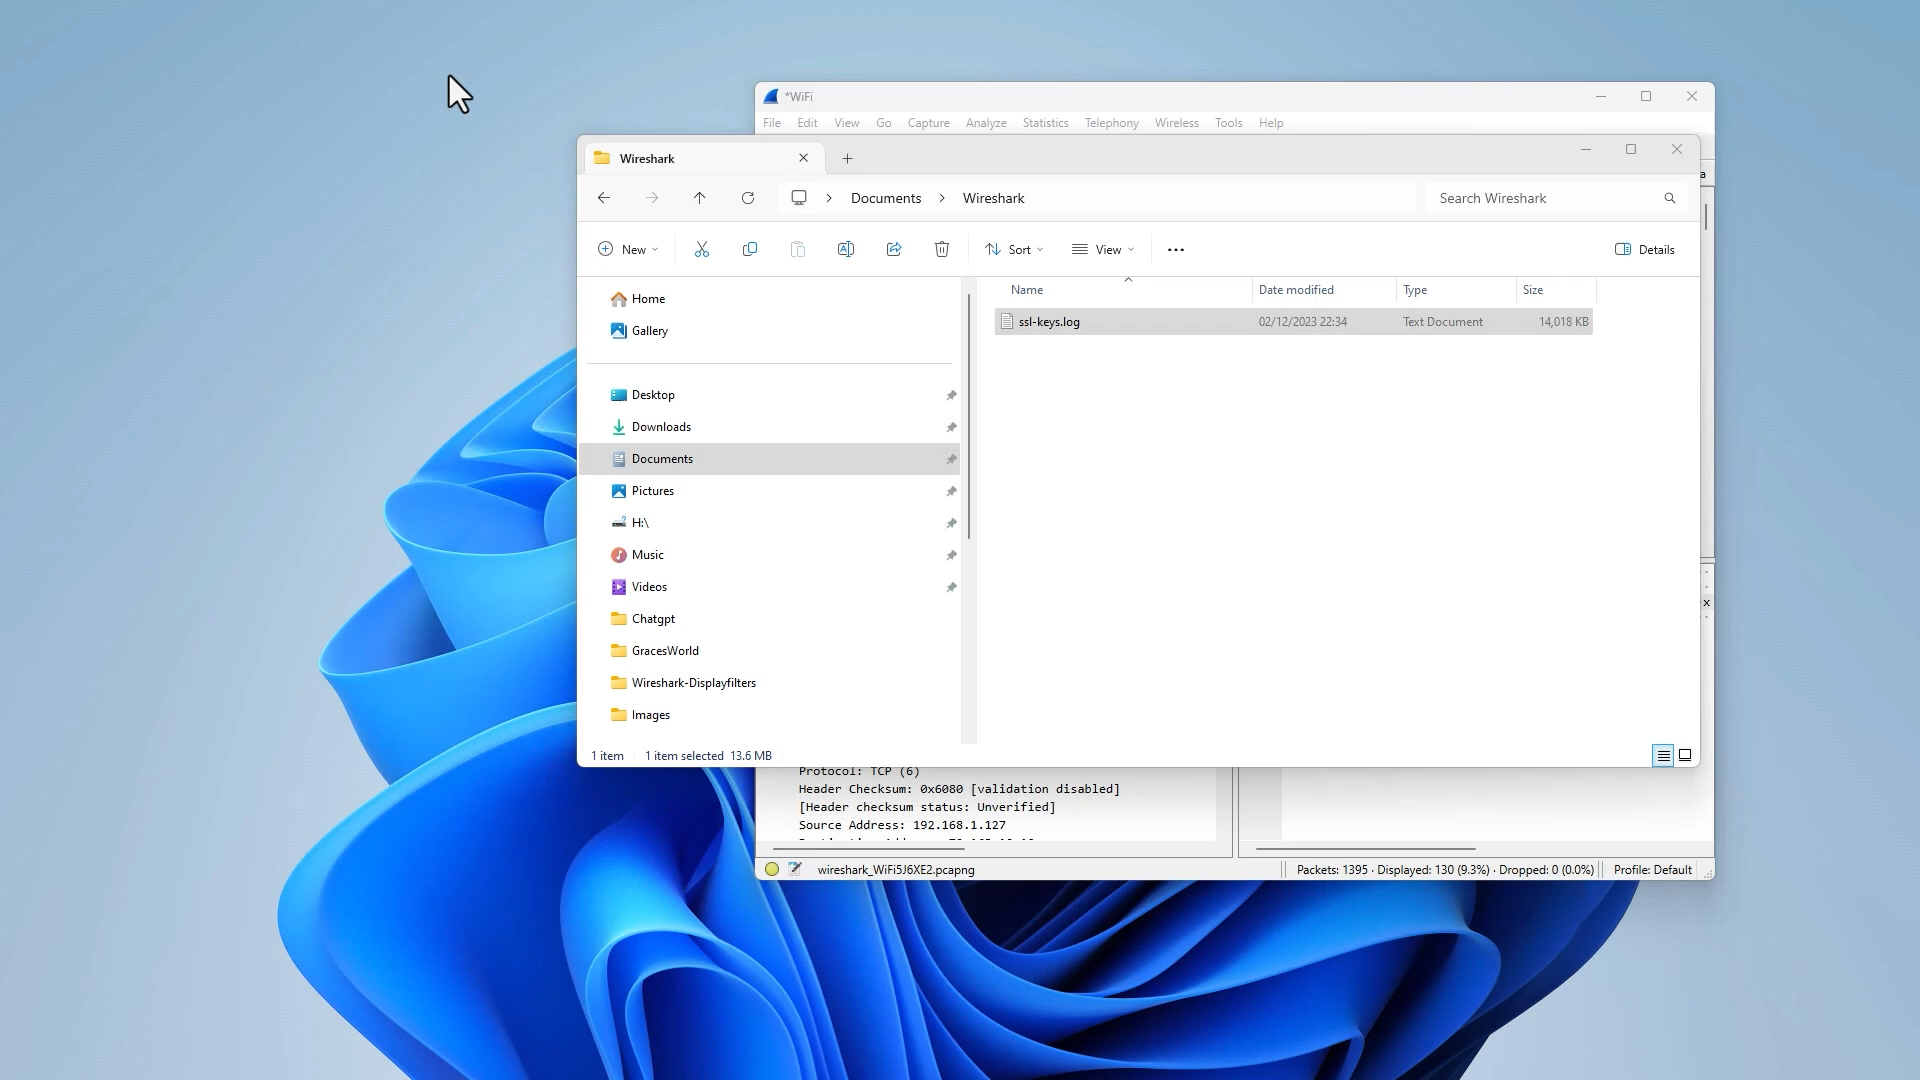 *WiFi
File Edit View Go Capture Analyze Statistics Telephony Wireless Tools Help
Wireshark
Documents > Wireshark
Search Wireshark
New
Sort
View
Details
Home
Gallery
Desktop
Downloads
Documents
Pictures
H:\
Music
Videos
Chatgpt
GracesWorld
Wireshark-Displayfilters
Images
Name Date modified Type Size
ssl-keys.log 02/12/2023 22:34 Text Document 14,018 KB
1 item 1 item selected 13.6 MB
Protocol: TCP (6)
Header Checksum: 0x6080 [validation disabled]
[Header checksum status: Unverified]
Source Address: 192.168.1.127
wireshark_WiFi5J6XE2.pcapng
Packets: 1395 · Displayed: 130 (9.3%) · Dropped: 0 (0.0%)
Profile: Default